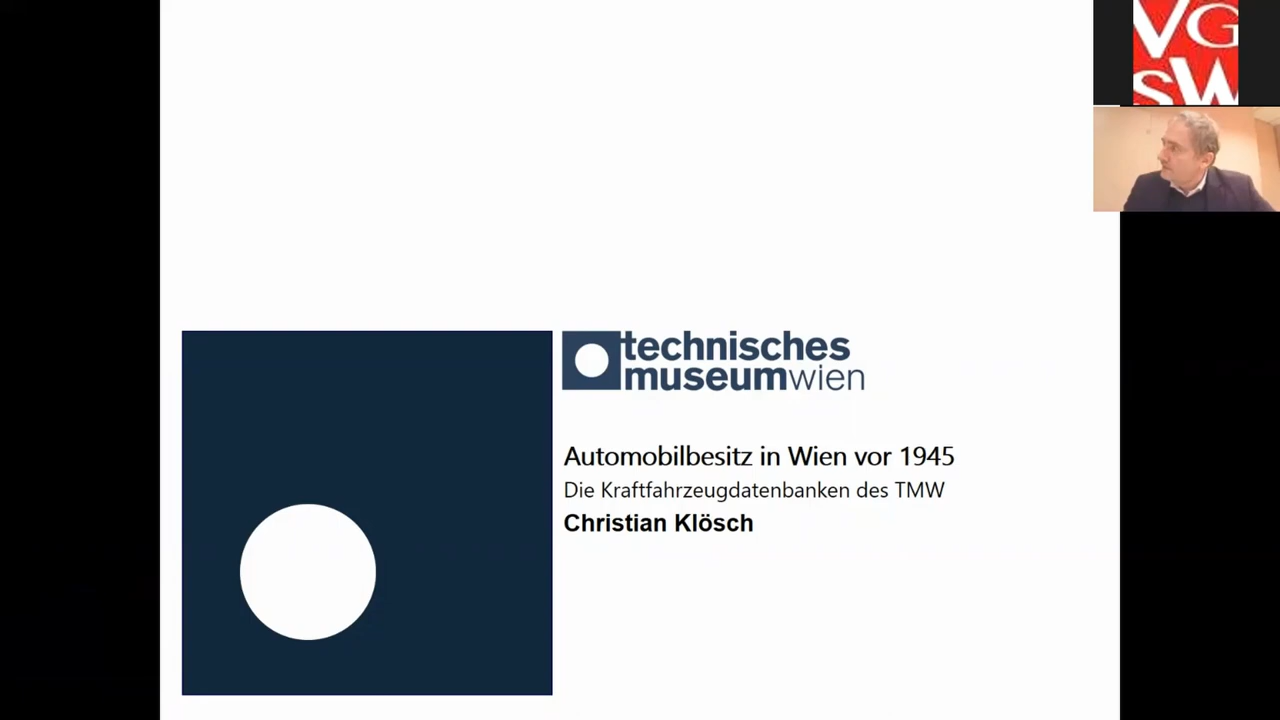 VG
SW
technisches
museumwien
Automobilbesitz in Wien vor 1945
Die Kraftfahrzeugdatenbanken des TMW
Christian Klösch